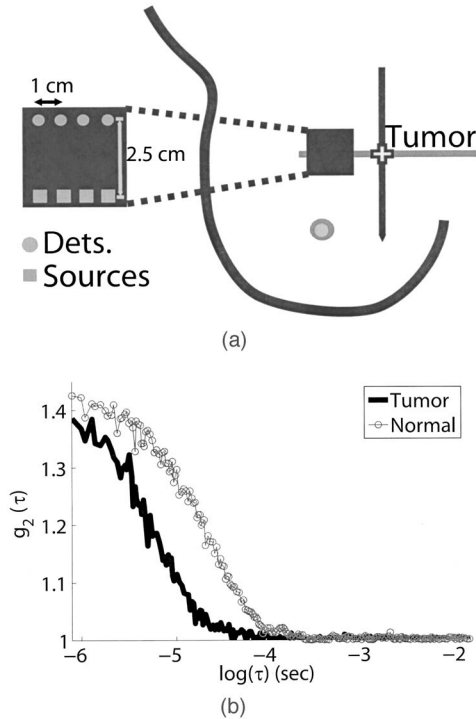 1 cm
Tumor
2.5 cm
Dets.
Sources
(a)
1.4
1.3
1.2
1.1
1
g2 (τ)
Tumor
Normal
−6 −5 −4 −3 −2
log(τ) (sec)
(b)